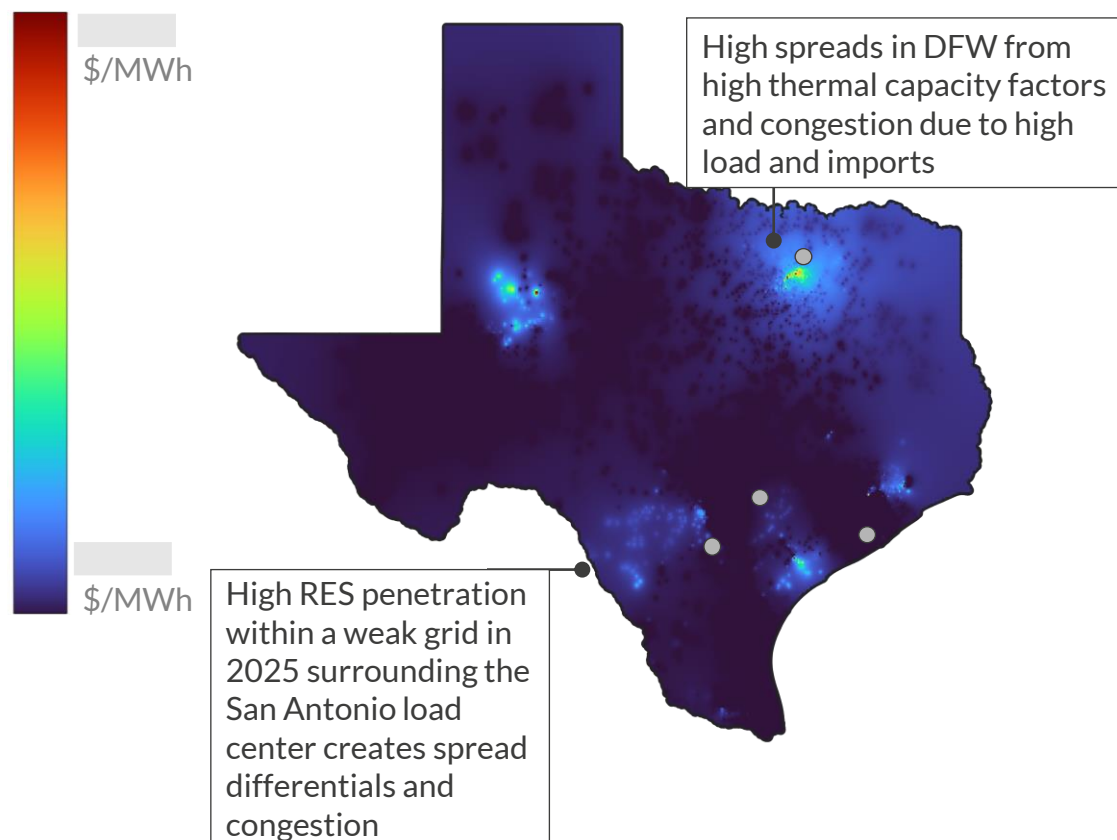 $/MWh
High spreads in DFW from
high thermal capacity factors
and congestion due to high
load and imports
$/MWh
High RES penetration
within a weak grid in
2025 surrounding the
San Antonio load
center creates spread
differentials and
congestion